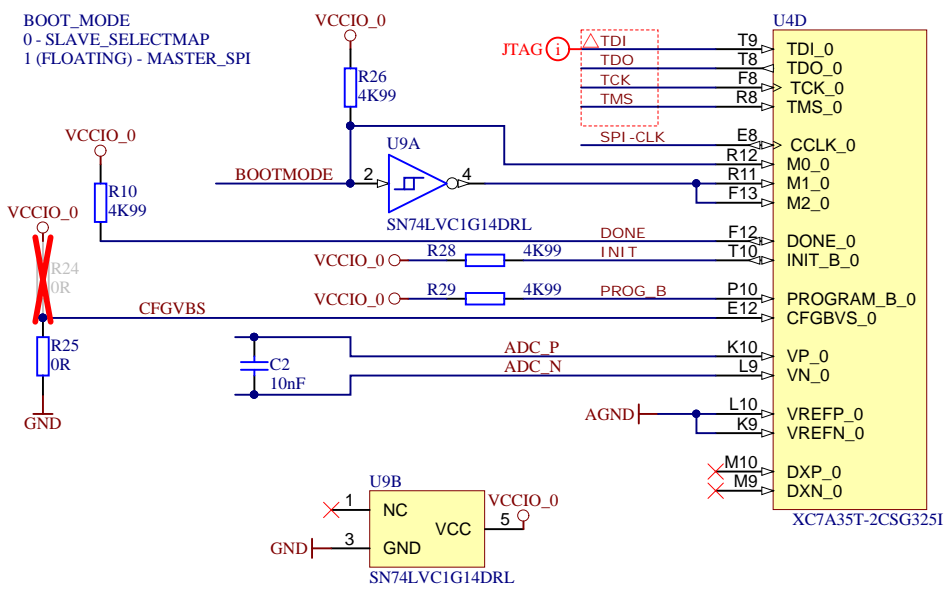 BOOT_MODE
0 - SLAVE_SELECTMAP
1 (FLOATING) - MASTER_SPI
VCCIO_0
R26
4K99
VCCIO_0
R10
4K99
VCCIO_0
R24
0R
R25
0R
GND
BOOTMODE
2
U9A
4
SN74LVC1G14DRL
JTAG
i
TDI
TDO
TCK
TMS
SPI-CLK
DONE
VCCIO_0
R28
4K99
INIT
VCCIO_0
R29
4K99
PROG_B
CFGVBS
C2
10nF
ADC_P
ADC_N
AGND
U4D
T9 TDI_0
T8 TDO_0
F8 TCK_0
R8 TMS_0
E8 CCLK_0
R12 M0_0
R11 M1_0
F13 M2_0
F12 DONE_0
T10 INIT_B_0
P10 PROGRAM_B_0
E12 CFGBVS_0
K10 VP_0
L9 VN_0
L10 VREFP_0
K9 VREFN_0
M10 DXP_0
M9 DXN_0
XC7A35T-2CSG325I
U9B
1 NC
VCC 5
VCCIO_0
GND
3 GND
SN74LVC1G14DRL